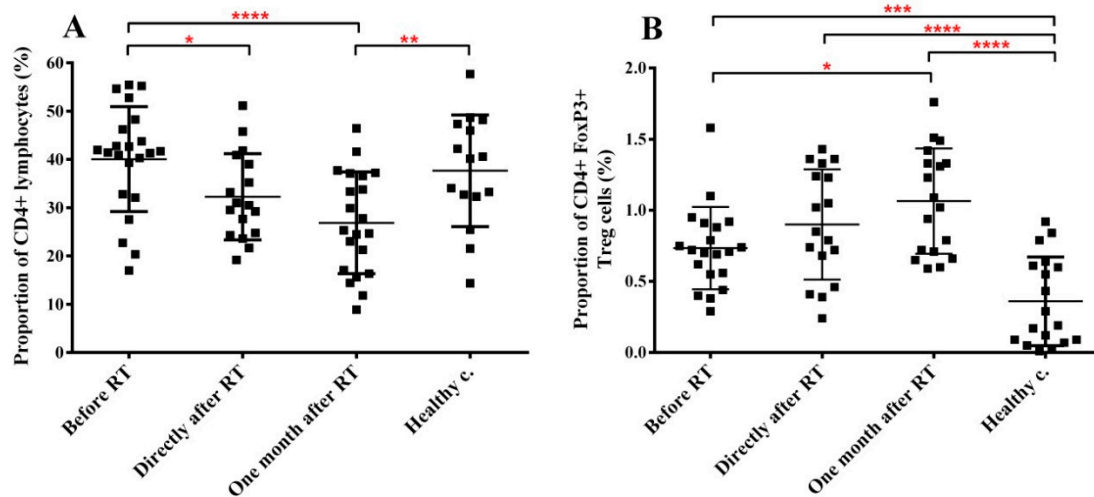 A
****
*
**
Proportion of CD4+ lymphocytes (%)
60
50
40
30
20
10
0
Before RT
Directly after RT
One month after RT
Healthy c.
B
***
****
****
*
Proportion of CD4+ FoxP3+
Treg cells (%)
2.0
1.5
1.0
0.5
0.0
Before RT
Directly after RT
One month after RT
Healthy c.